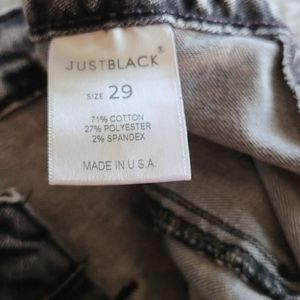 JUSTBLACK®
SIZE 29
71% COTTON
27% POLYESTER
2% SPANDEX
MADE IN U.S.A.